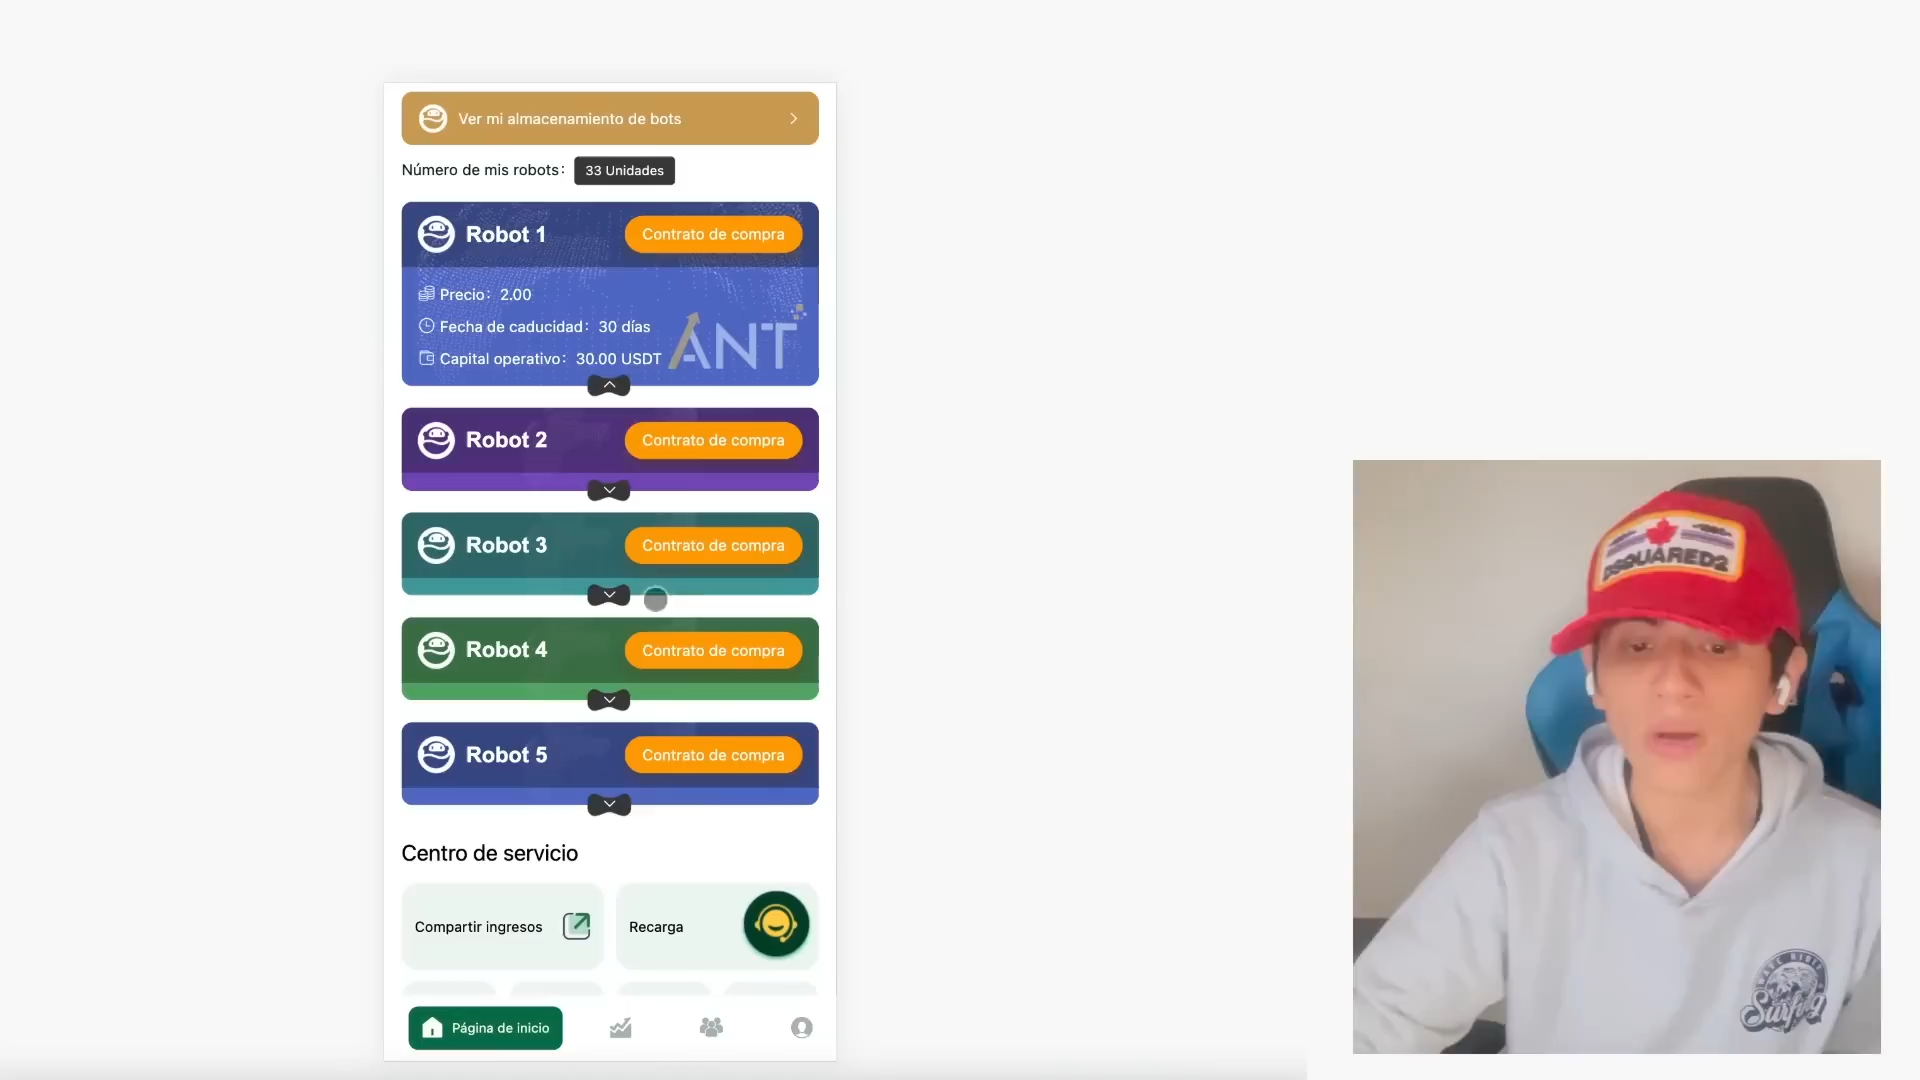 Ver mi almacenamiento de bots
Número de mis robots: 33 Unidades
Robot 1
Contrato de compra
Precio: 2.00
Fecha de caducidad: 30 días
Capital operativo: 30.00 USDT
ANT
Robot 2
Contrato de compra
Robot 3
Contrato de compra
Robot 4
Contrato de compra
Robot 5
Contrato de compra
Centro de servicio
Compartir ingresos
Recarga
Página de inicio
DSQUARED2
Surfing